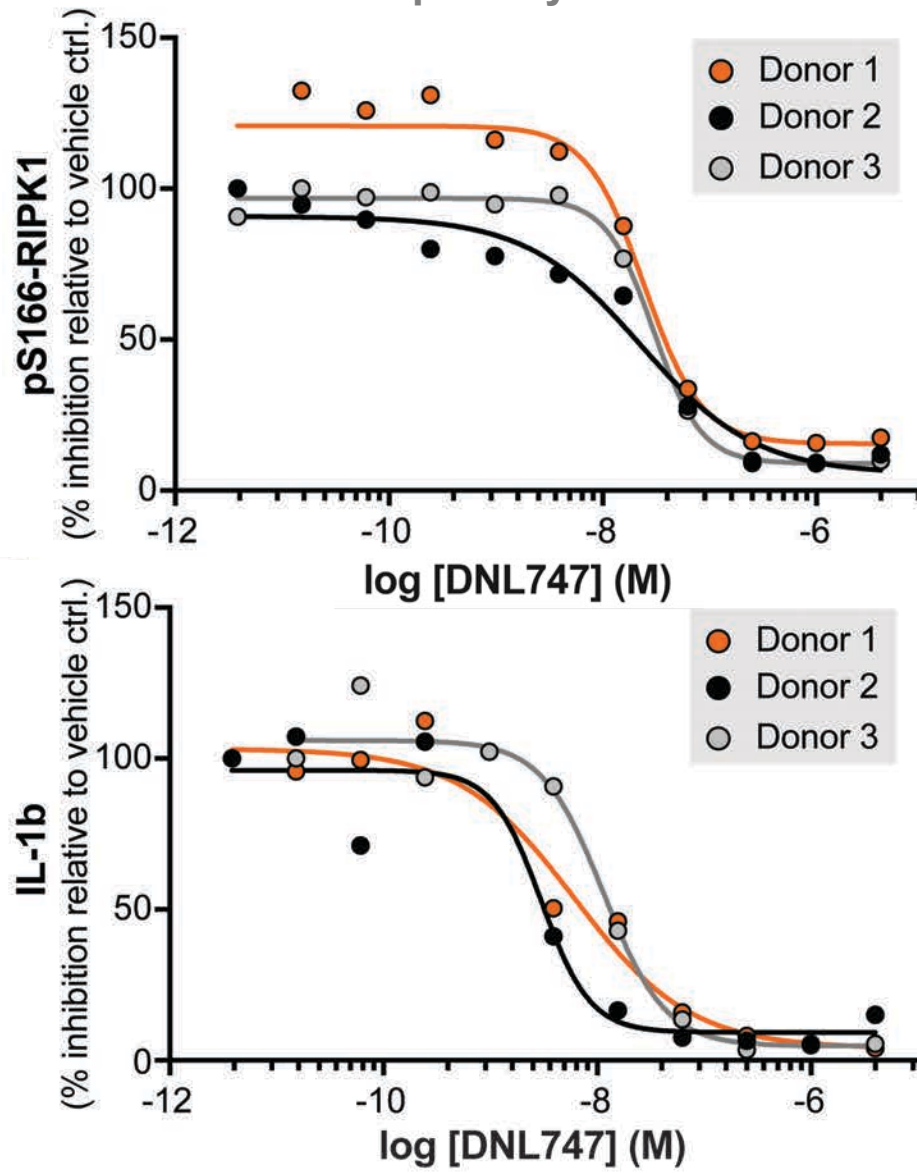 150
100
50
0
pS166-RIPK1
(% inhibition relative to vehicle ctrl.)
Donor 1
Donor 2
Donor 3
-12
-10
-8
-6
log [DNL747] (M)
150
100
50
0
IL-1b
(% inhibition relative to vehicle ctrl.)
Donor 1
Donor 2
Donor 3
-12
-10
-8
-6
log [DNL747] (M)